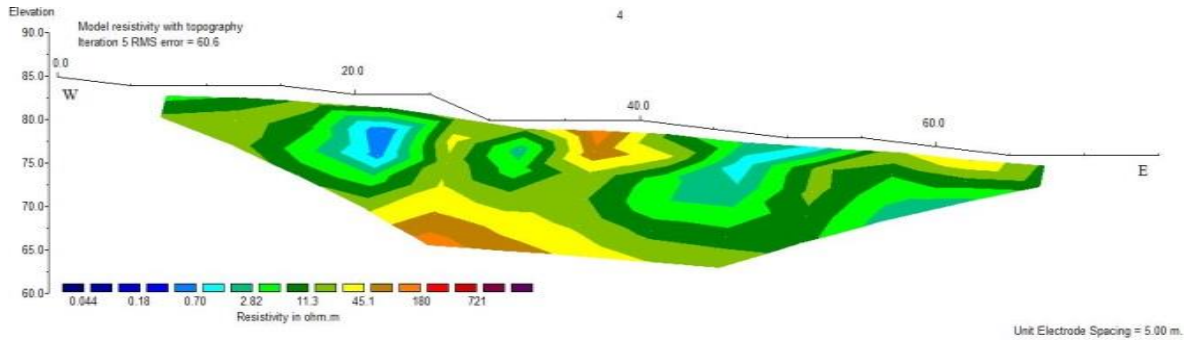 Elevation
4
Model resistivity with topography
Iteration 5 RMS error = 60.6
90.0
0.0
85.0
W
20.0
80.0
40.0
60.0
75.0
E
70.0
65.0
60.0
0.044 0.18 0.70 2.82 11.3 45.1 180 721
Resistivity in ohm.m
Unit Electrode Spacing = 5.00 m.